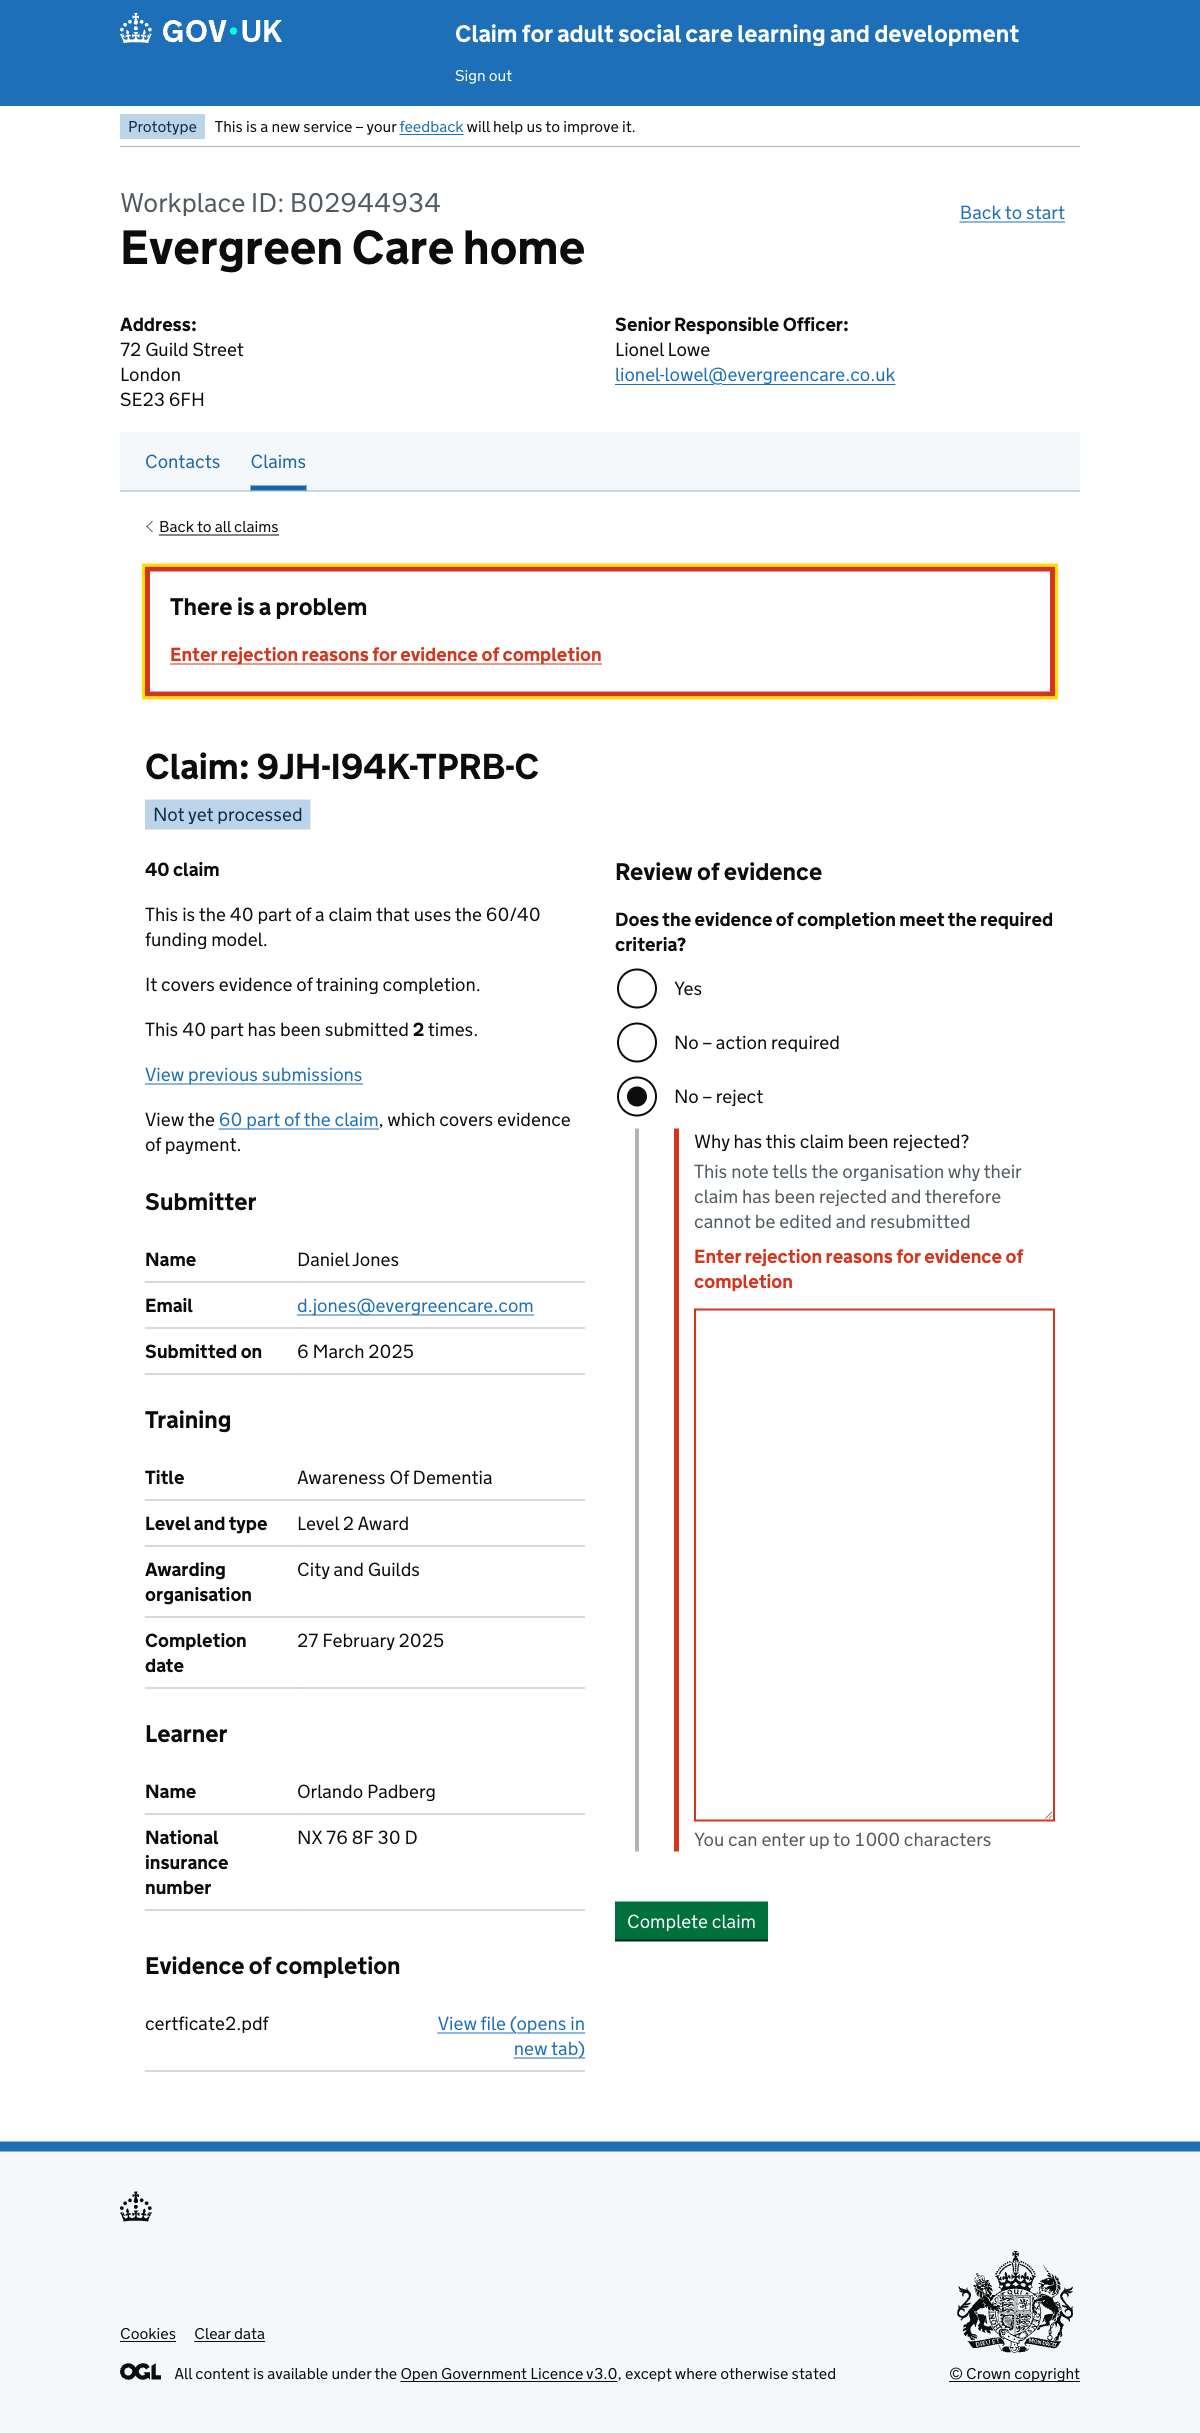 GOV·UK
Claim for adult social care learning and development
Sign out
Prototype
This is a new service – your feedback will help us to improve it.
Workplace ID: B02944934
Evergreen Care home
Back to start
Address:
72 Guild Street
London
SE23 6FH
Senior Responsible Officer:
Lionel Lowe
lionel-lowel@evergreencare.co.uk
Contacts
Claims
Back to all claims
There is a problem
Enter rejection reasons for evidence of completion
Claim: 9JH-I94K-TPRB-C
Not yet processed
40 claim
This is the 40 part of a claim that uses the 60/40
funding model.
It covers evidence of training completion.
This 40 part has been submitted 2 times.
View previous submissions
View the 60 part of the claim, which covers evidence
of payment.
Submitter
Name
Daniel Jones
Email
d.jones@evergreencare.com
Submitted on
6 March 2025
Training
Title
Awareness Of Dementia
Level and type
Level 2 Award
Awarding
organisation
City and Guilds
Completion
date
27 February 2025
Learner
Name
Orlando Padberg
National
insurance
number
NX 76 8F 30 D
Evidence of completion
certficate2.pdf
View file (opens in
new tab)
Review of evidence
Does the evidence of completion meet the required
criteria?
Yes
No – action required
No – reject
Why has this claim been rejected?
This note tells the organisation why their
claim has been rejected and therefore
cannot be edited and resubmitted
Enter rejection reasons for evidence of
completion
You can enter up to 1000 characters
Complete claim
Cookies
Clear data
OGL
All content is available under the Open Government Licence v3.0, except where otherwise stated
© Crown copyright